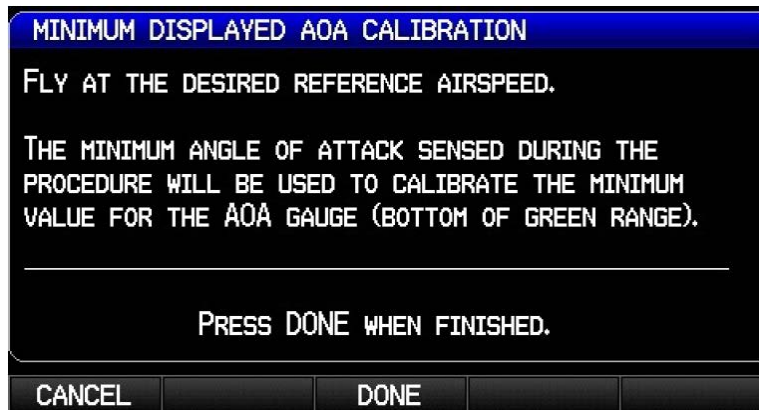 MINIMUM DISPLAYED AOA CALIBRATION
FLY AT THE DESIRED REFERENCE AIRSPEED.
THE MINIMUM ANGLE OF ATTACK SENSED DURING THE
PROCEDURE WILL BE USED TO CALIBRATE THE MINIMUM
VALUE FOR THE AOA GAUGE (BOTTOM OF GREEN RANGE).
PRESS DONE WHEN FINISHED.
CANCEL DONE